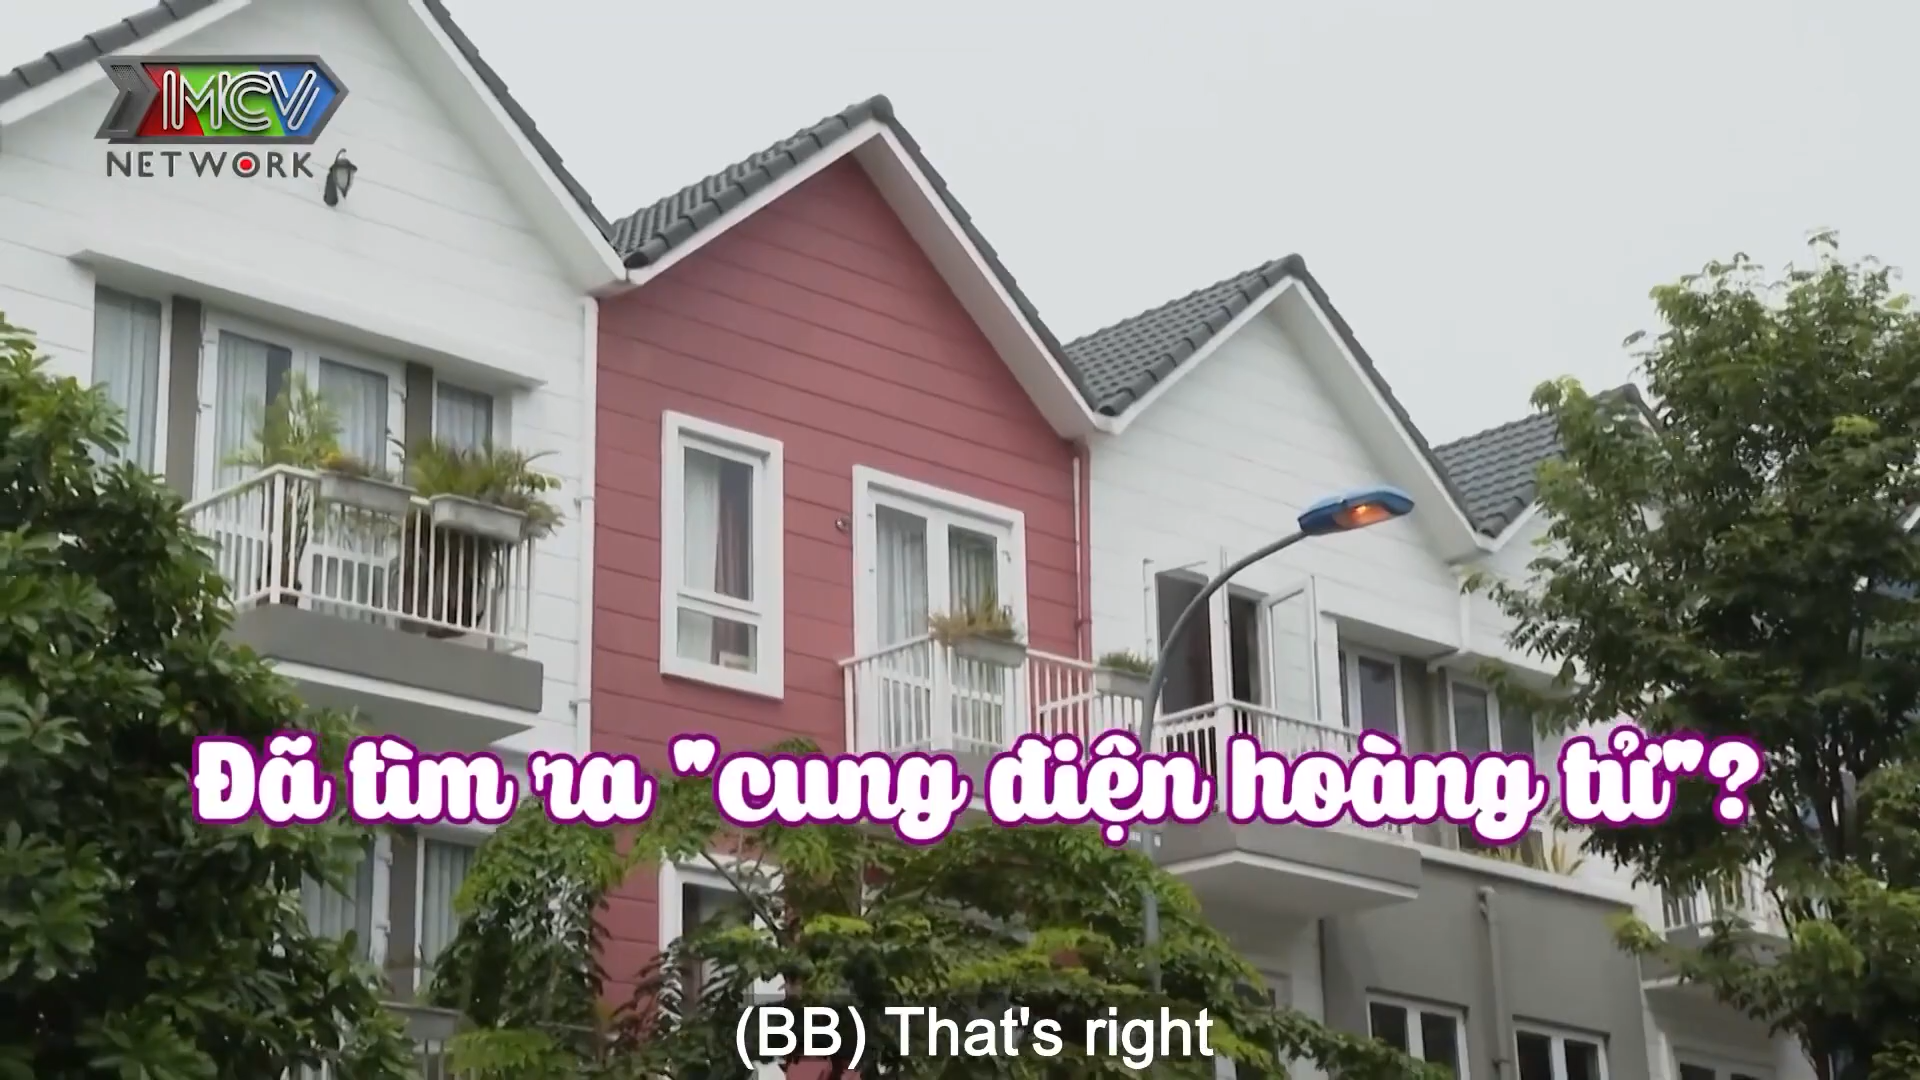 MCV
NETWORK
Đã tìm ra "cung điện hoàng tử"?
(BB) That's right